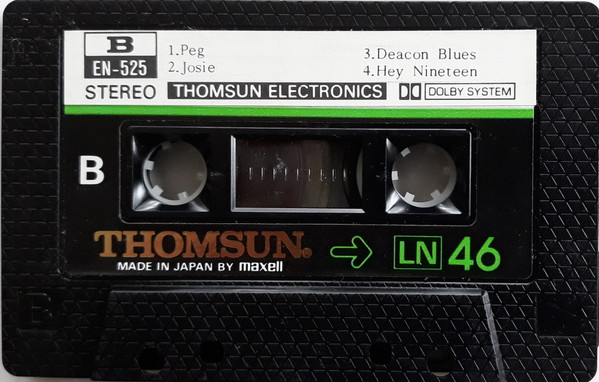 B
EN-525
STEREO
1.Peg
2.Josie
3.Deacon Blues
4.Hey Nineteen
THOMSUN ELECTRONICS
DOLBY SYSTEM
B
THOMSUN®
MADE IN JAPAN BY maxell
LN 46
B